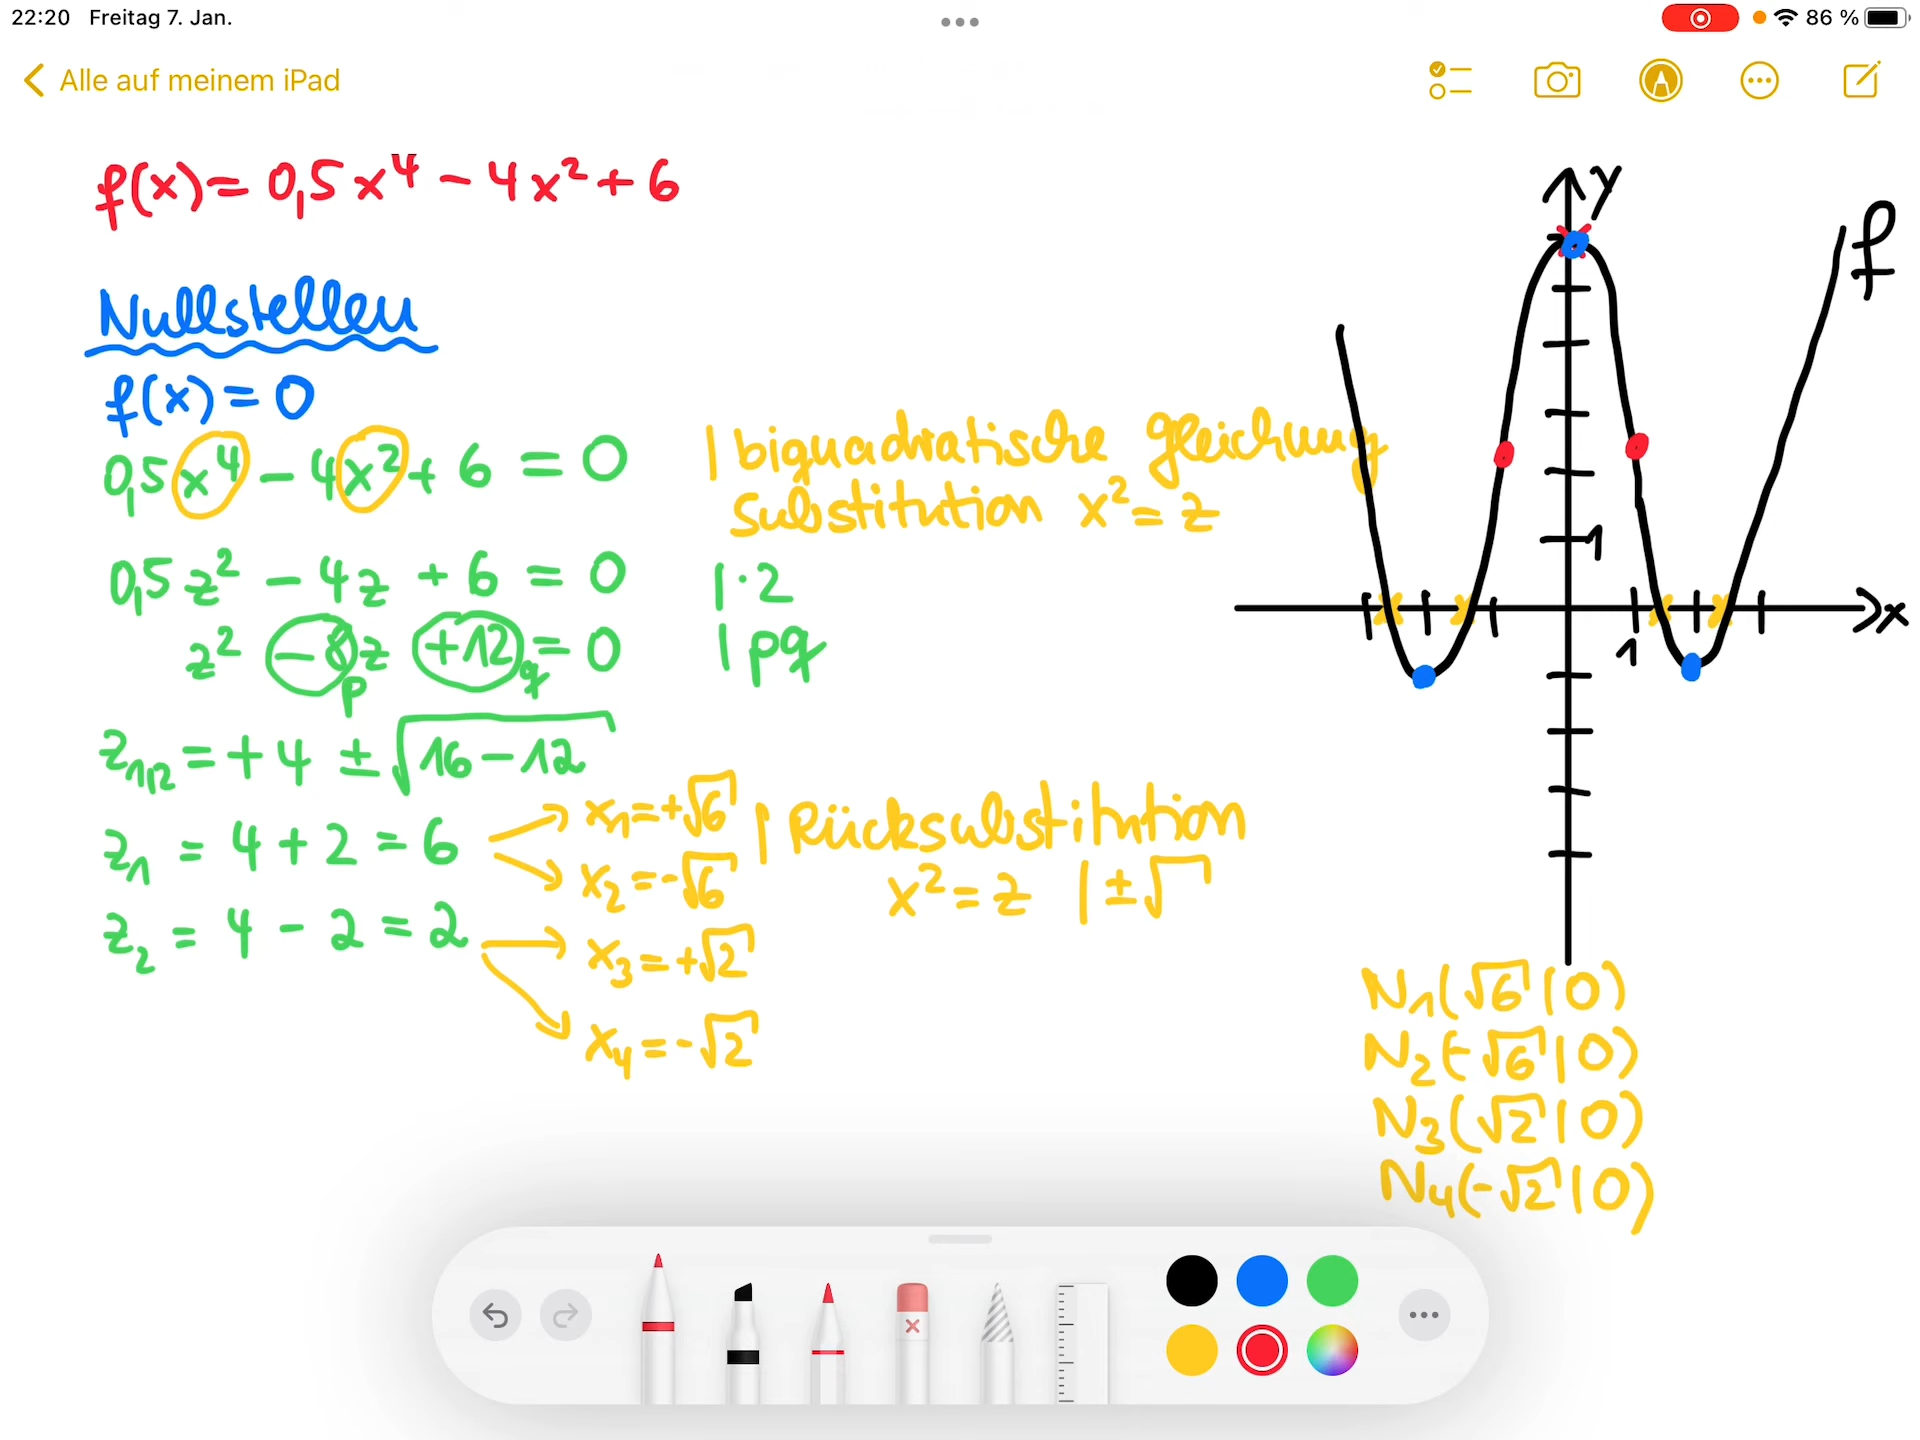 22:20 Freitag 7. Jan.
86 %
Alle auf meinem iPad
f(x) = 0,5x⁴ - 4x² + 6
Nullstellen
f(x) = 0
0,5x⁴ - 4x² + 6 = 0 | biquadratische Gleichung
Substitution x² = z
0,5z² - 4z + 6 = 0 | ·2
z² - 8z + 12 = 0 | pq
p q
z₁,₂ = +4 ± √16-12
z₁ = 4 + 2 = 6
z₂ = 4 - 2 = 2
x₁ = +√6 | Rücksubstitution
x₂ = -√6 x² = z | ±√
x₃ = +√2
x₄ = -√2
y
f
1
1
x
N₁(√6|0)
N₂(-√6|0)
N₃(√2|0)
N₄(-√2|0)